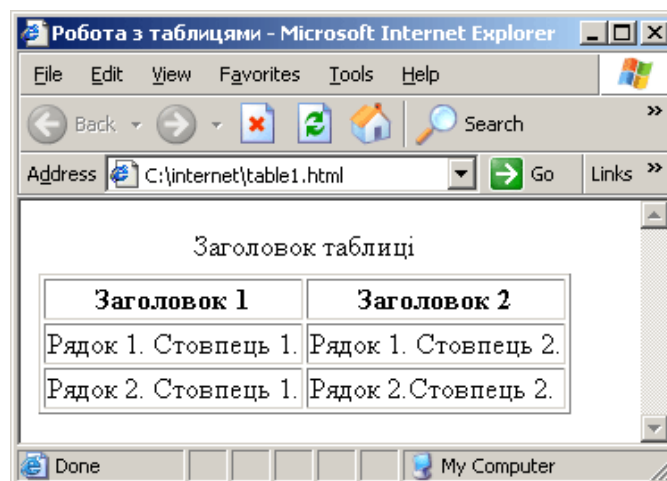 Робота з таблицями - Microsoft Internet Explorer
File Edit View Favorites Tools Help
Back Search »
Address C:\internet\table1.html Go Links »
Заголовок таблиці
Заголовок 1 Заголовок 2
Рядок 1. Стовпець 1. Рядок 1. Стовпець 2.
Рядок 2. Стовпець 1. Рядок 2.Стовпець 2.
Done My Computer